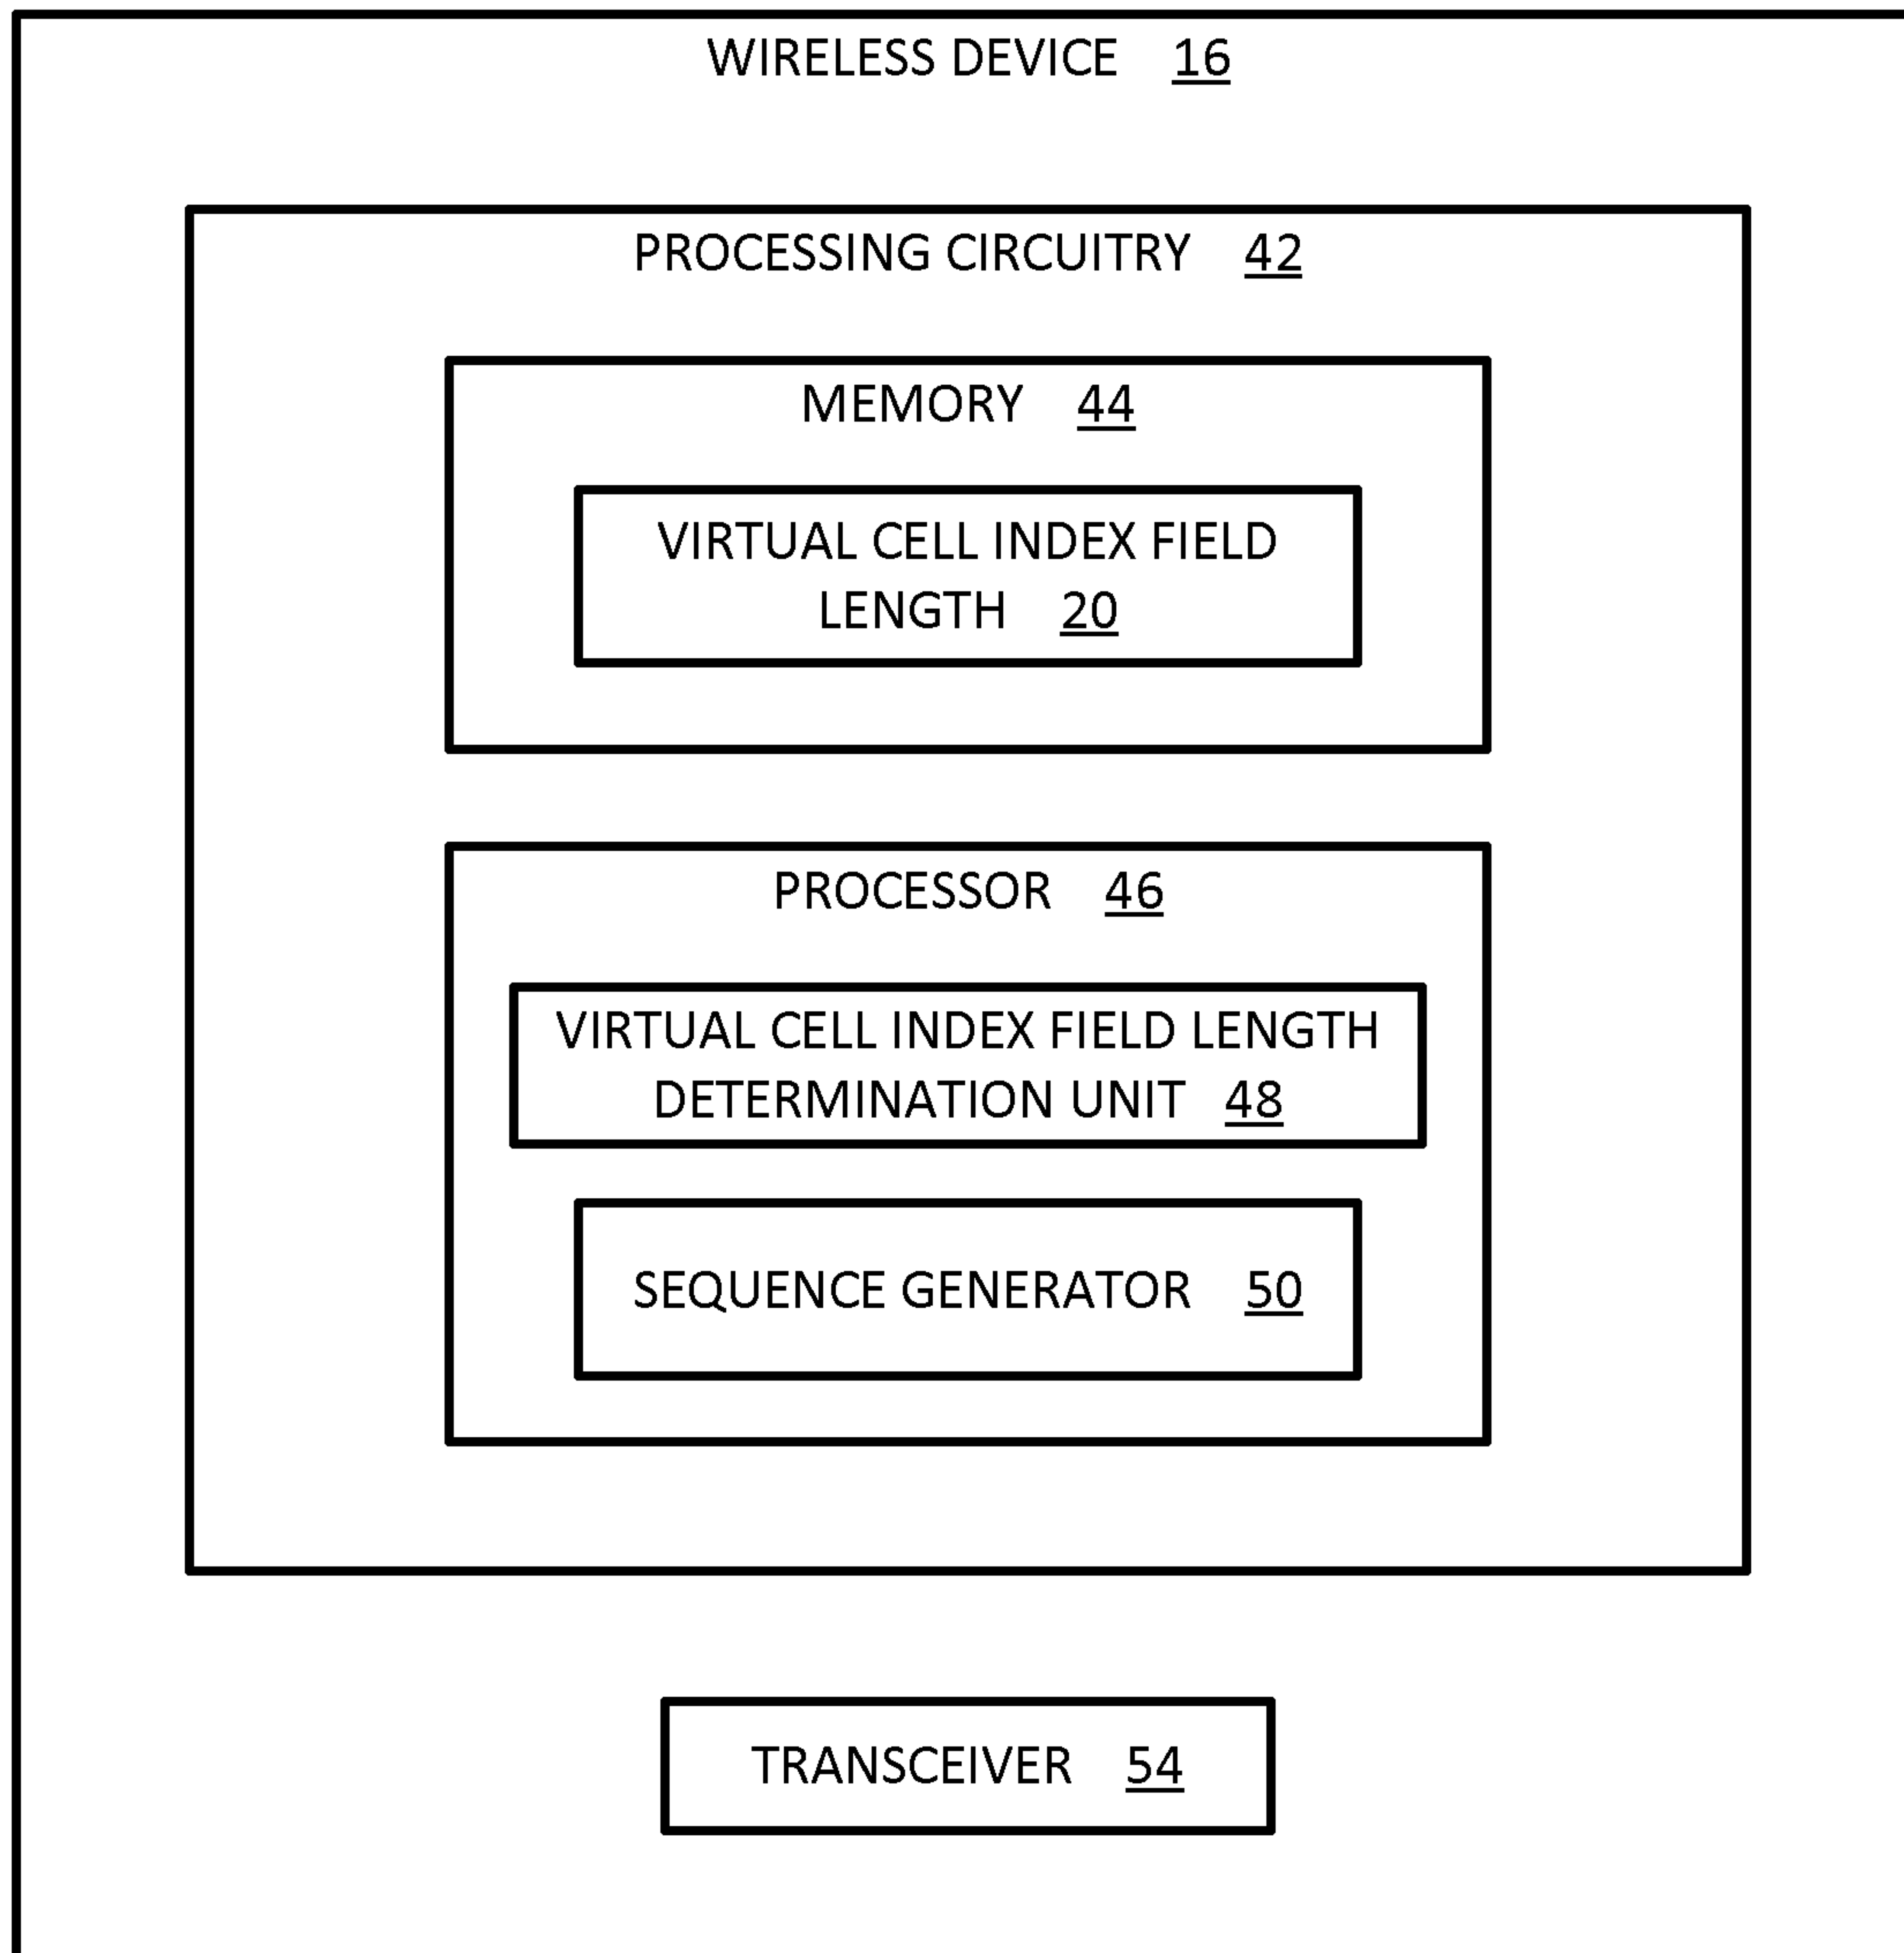 WIRELESS DEVICE 16
PROCESSING CIRCUITRY 42
MEMORY 44
VIRTUAL CELL INDEX FIELD
LENGTH 20
PROCESSOR 46
VIRTUAL CELL INDEX FIELD LENGTH
DETERMINATION UNIT 48
SEQUENCE GENERATOR 50
TRANSCEIVER 54